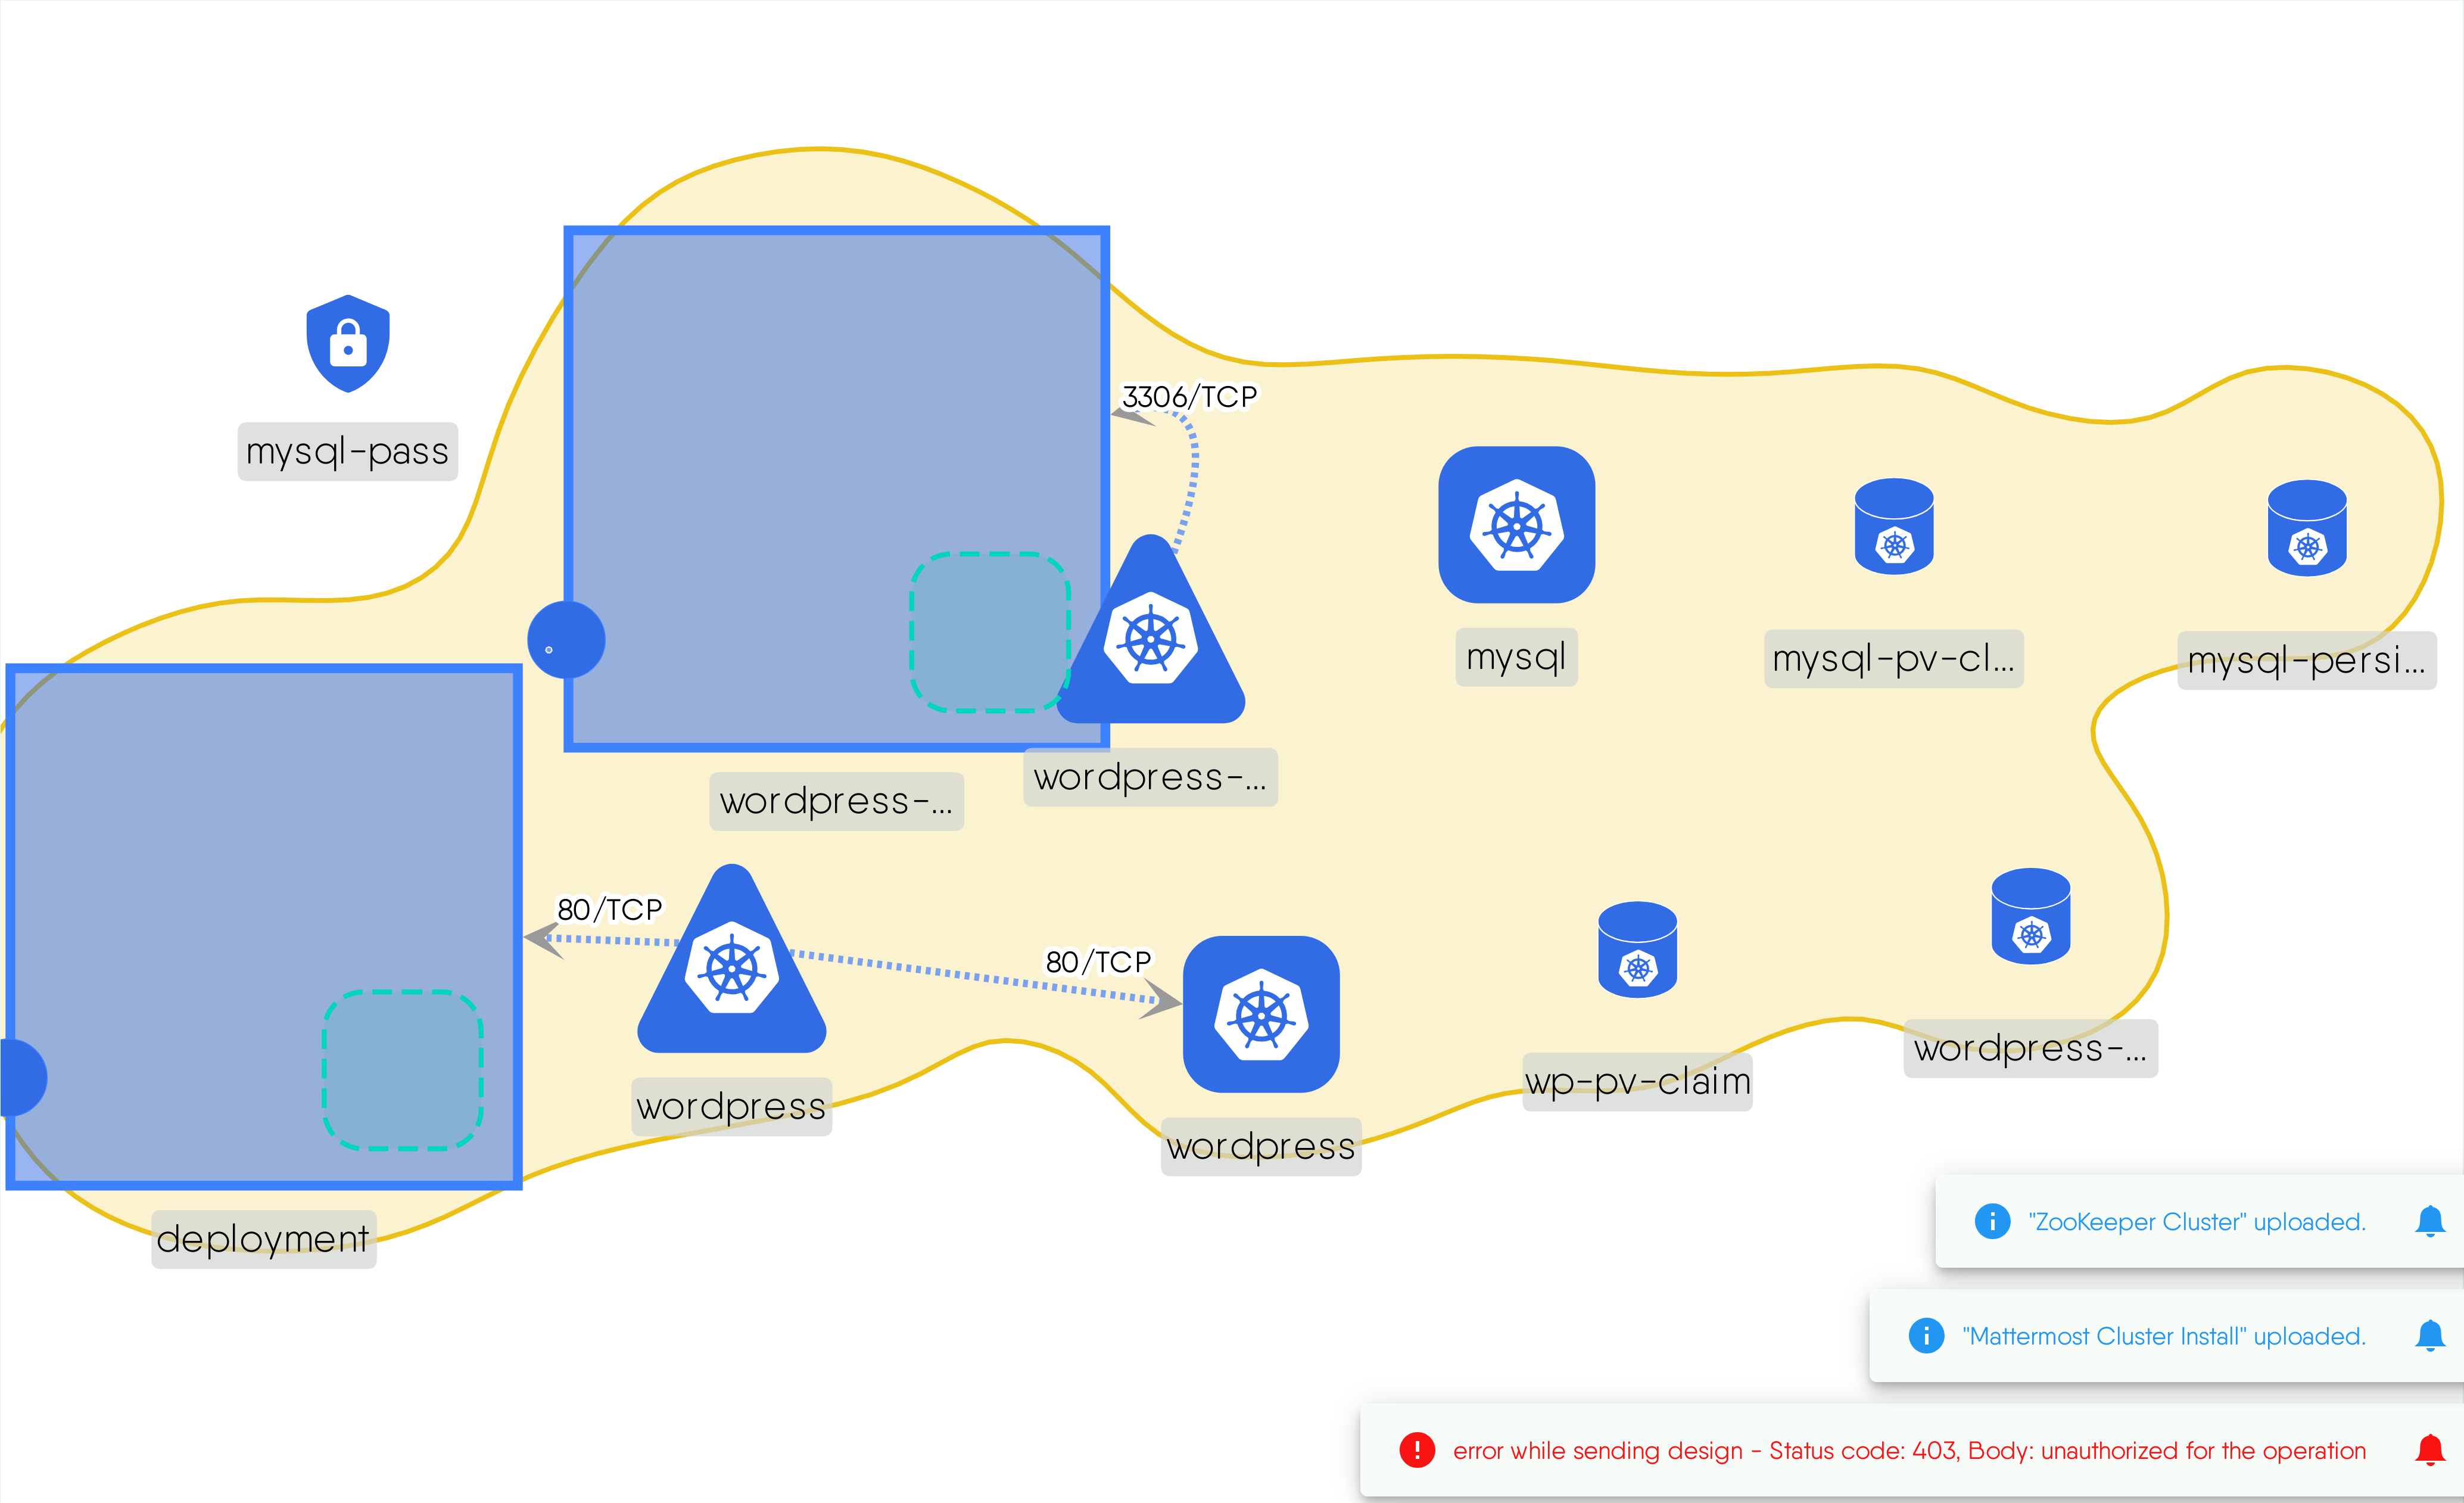 3306/TCP
mysql-pass
mysql
mysql-pv-cl...
mysql-persi...
wordpress-...
wordpress-...
80/TCP
80/TCP
wordpress
wordpress
wp-pv-claim
wordpress-...
deployment
"ZooKeeper Cluster" uploaded.
"Mattermost Cluster Install" uploaded.
error while sending design - Status code: 403, Body: unauthorized for the operation